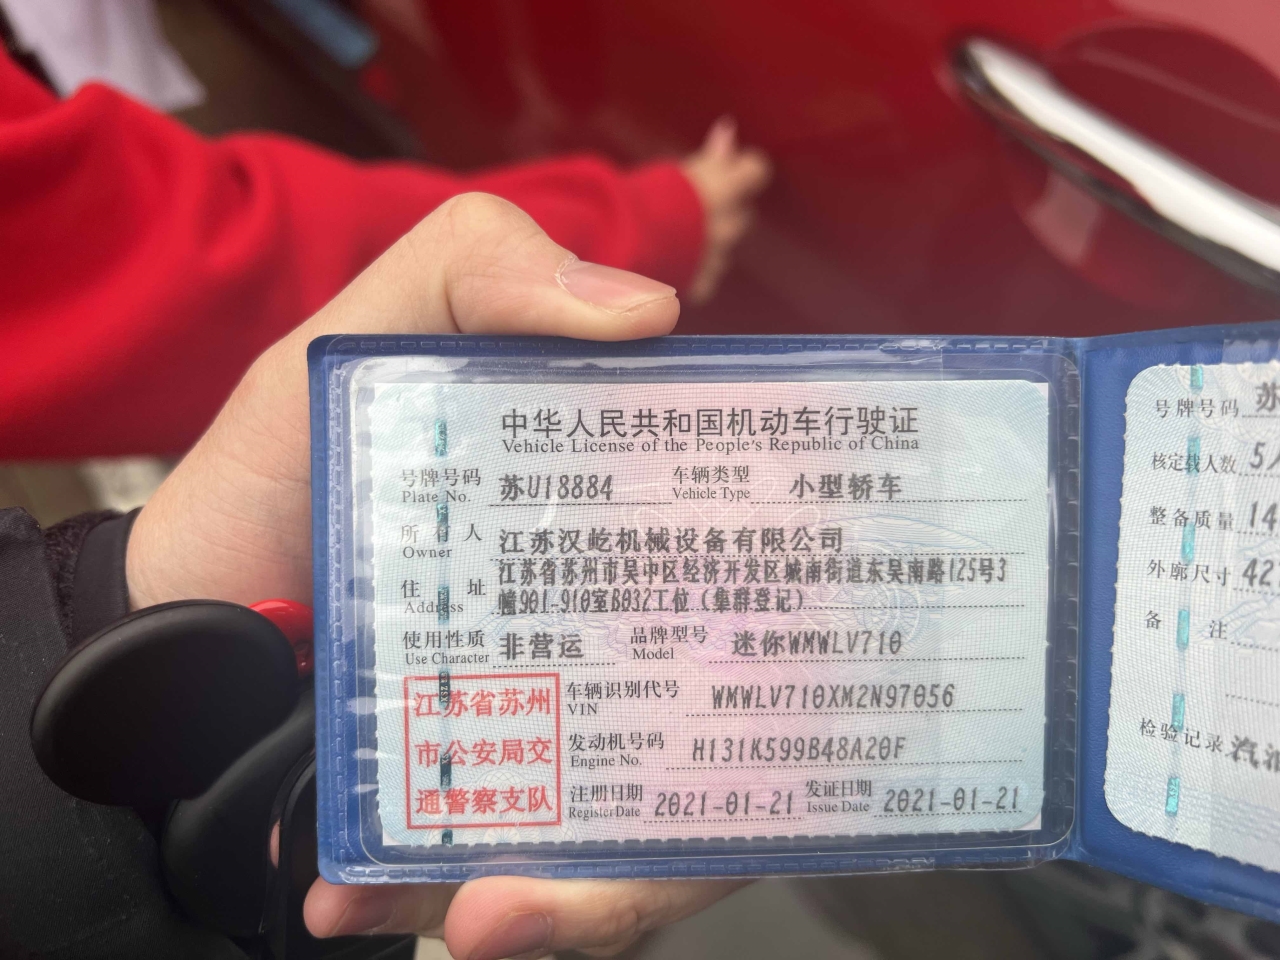 中华人民共和国机动车行驶证
Vehicle License of the People's Republic of China
号牌号码 苏U18884 车辆类型 小型轿车
Plate No. Vehicle Type
所有人 江苏汉屹机械设备有限公司
Owner
住址 江苏省苏州市吴中区经济开发区城南街道东吴南路125号3
Address 幢901-910室B032工位(集群登记)
使用性质 非营运 品牌型号 迷你WMWLV710
Use Character Model
江苏省苏州
市公安局交
通警察支队
车辆识别代号 WMWLV710XM2N97056
VIN
发动机号码 H131K599B48A20F
Engine No.
注册日期 2021-01-21 发证日期 2021-01-21
Register Date Issue Date
号牌号码 苏
核定载人数 5人
整备质量 14
外廓尺寸 42
备注
检验记录 汽油